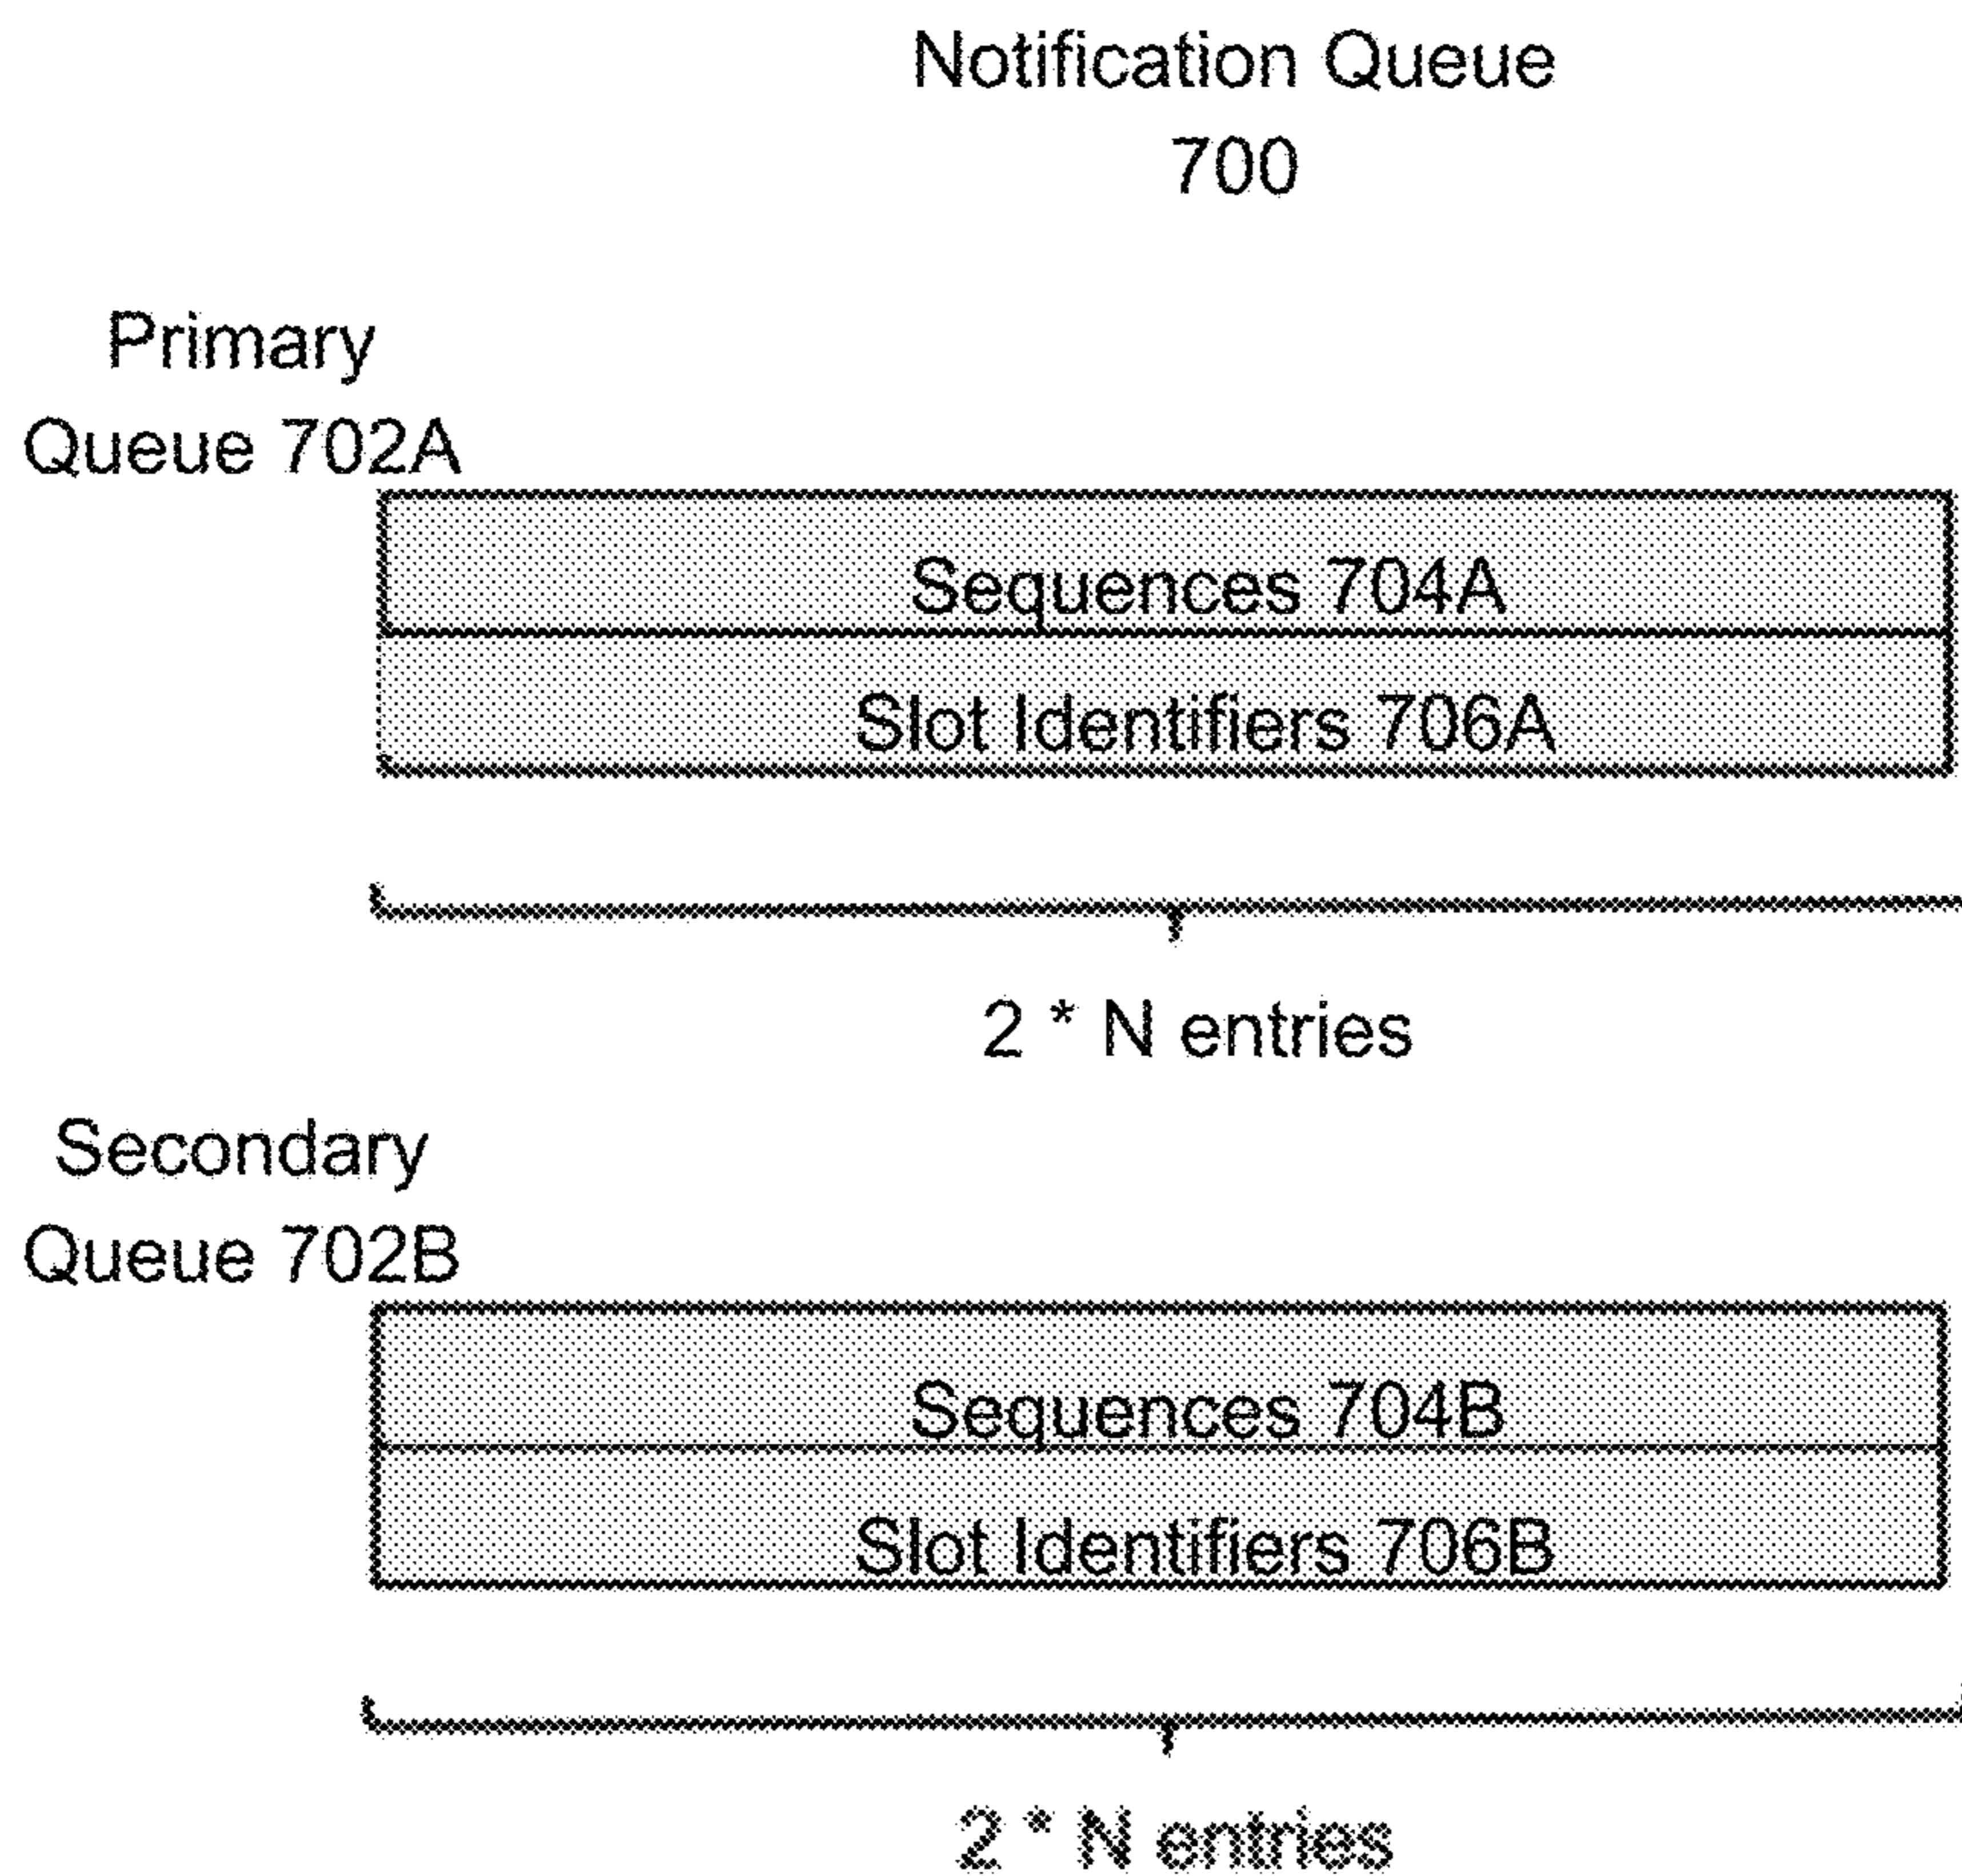 Notification Queue
700
Primary
Queue 702A
Sequences 704A
Slot Identifiers 706A
2 * N entries
Secondary
Queue 702B
Sequences 704B
Slot Identifiers 706B
2 * N entries